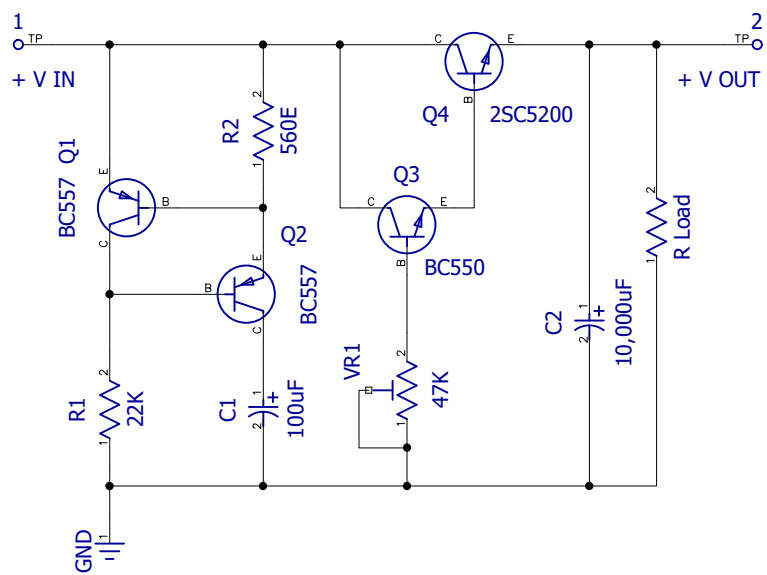 1
2
TP
TP
+ V IN
+ V OUT
C
E
B
Q4
2SC5200
R2
560E
2
1
Q1
BC557
E
B
C
Q3
C
E
B
BC550
Q2
BC557
E
B
C
R Load
2
1
C2
10,000uF
1
+
2
VR1
47K
2
1
R1
22K
2
1
C1
100uF
1
+
2
GND
1